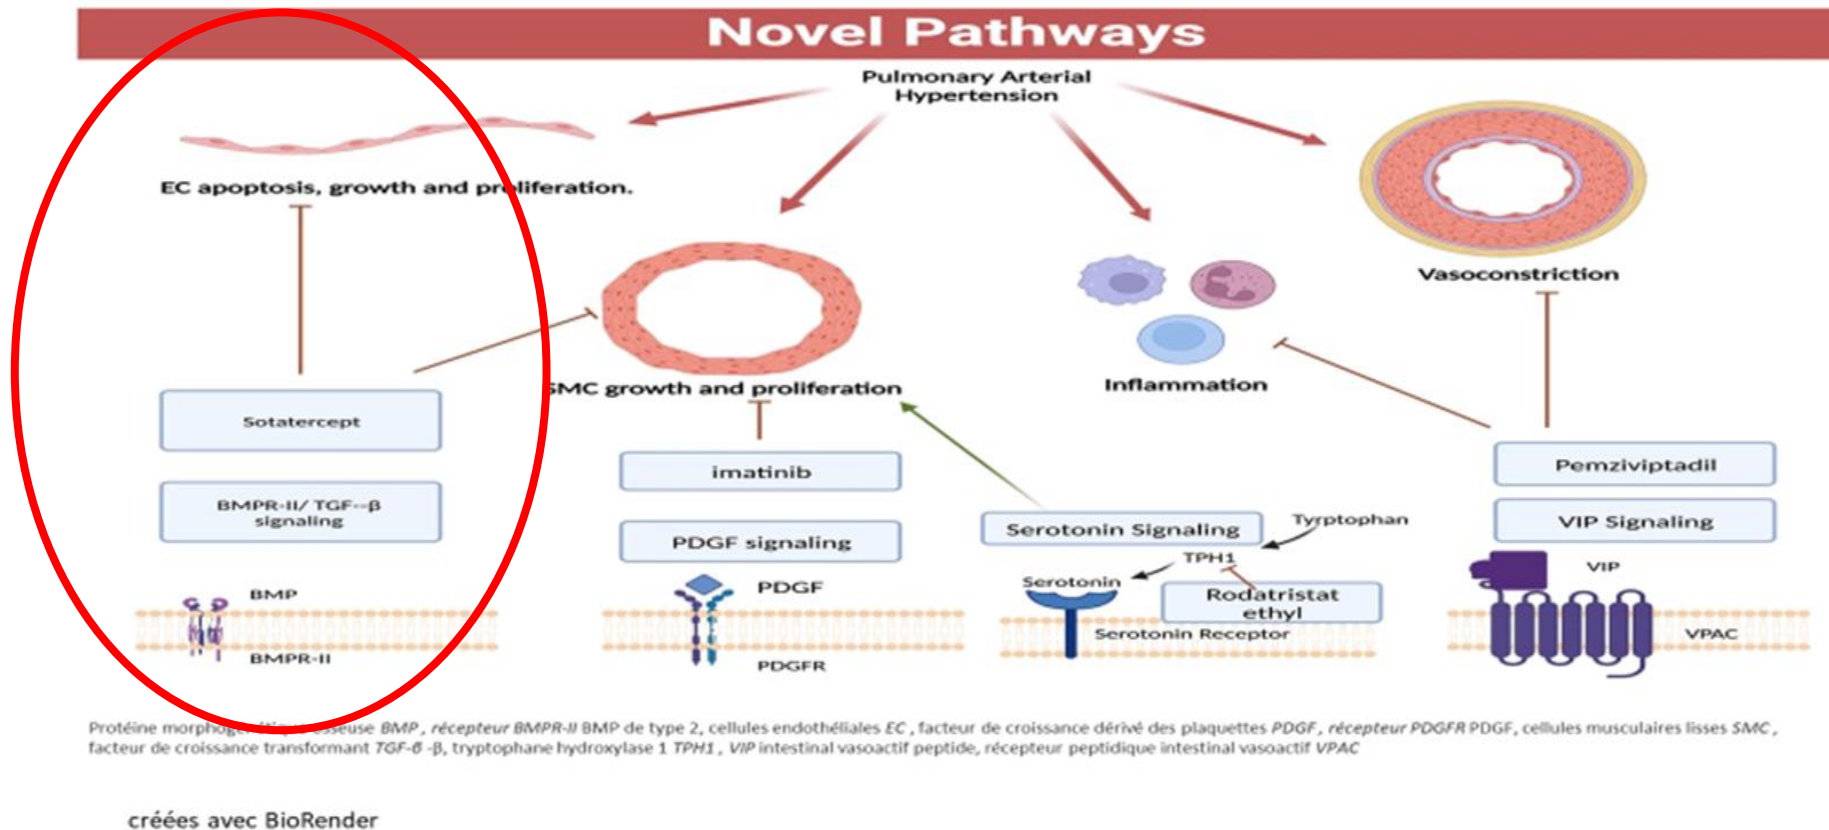 Novel Pathways
Pulmonary Arterial
Hypertension
EC apoptosis, growth and proliferation.
Vasoconstriction
SMC growth and proliferation
Inflammation
Sotatercept
BMPR-II/ TGF--β
signaling
BMP
BMPR-II
imatinib
PDGF signaling
PDGF
PDGFR
Serotonin Signaling
Tyrptophan
TPH1
Serotonin
Rodatristat
ethyl
Serotonin Receptor
Pemziviptadil
VIP Signaling
VIP
VPAC
Protéine osseuse BMP , récepteur BMPR-II BMP de type 2, cellules endothéliales EC , facteur de croissance dérivé des plaquettes PDGF , récepteur PDGFR PDGF, cellules musculaires lisses SMC ,
facteur de croissance transformant TGF-β -β, tryptophane hydroxylase 1 TPH1 , VIP intestinal vasoactif peptide, récepteur peptidique intestinal vasoactif VPAC
créées avec BioRender